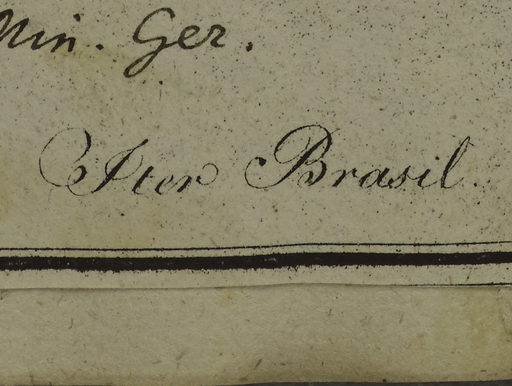 Min. Ger.
Iter Brasil.